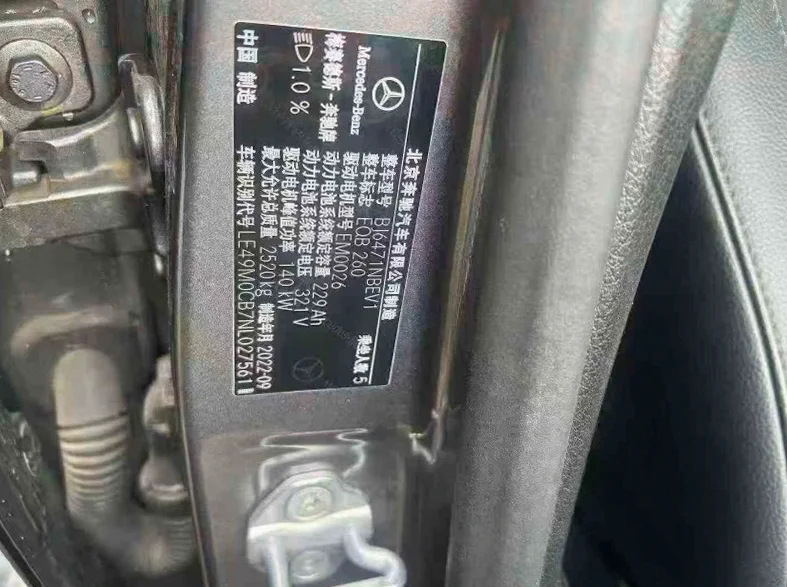 Mercedes-Benz
梅赛德斯-奔驰牌
1.0 %
中国 制造
北京奔驰汽车有限公司制造
整车型号 BJ6471NBEV1
整车标志 EQB 260 乘坐人数 5
驱动电机型号 EM0026
动力电池系统额定容量 229Ah
动力电池系统额定电压 321V
驱动电机峰值功率 140 kW
最大允许总质量 2520kg 制造年月 2022-09
车辆识别代号 LE49M0CB7NL027561